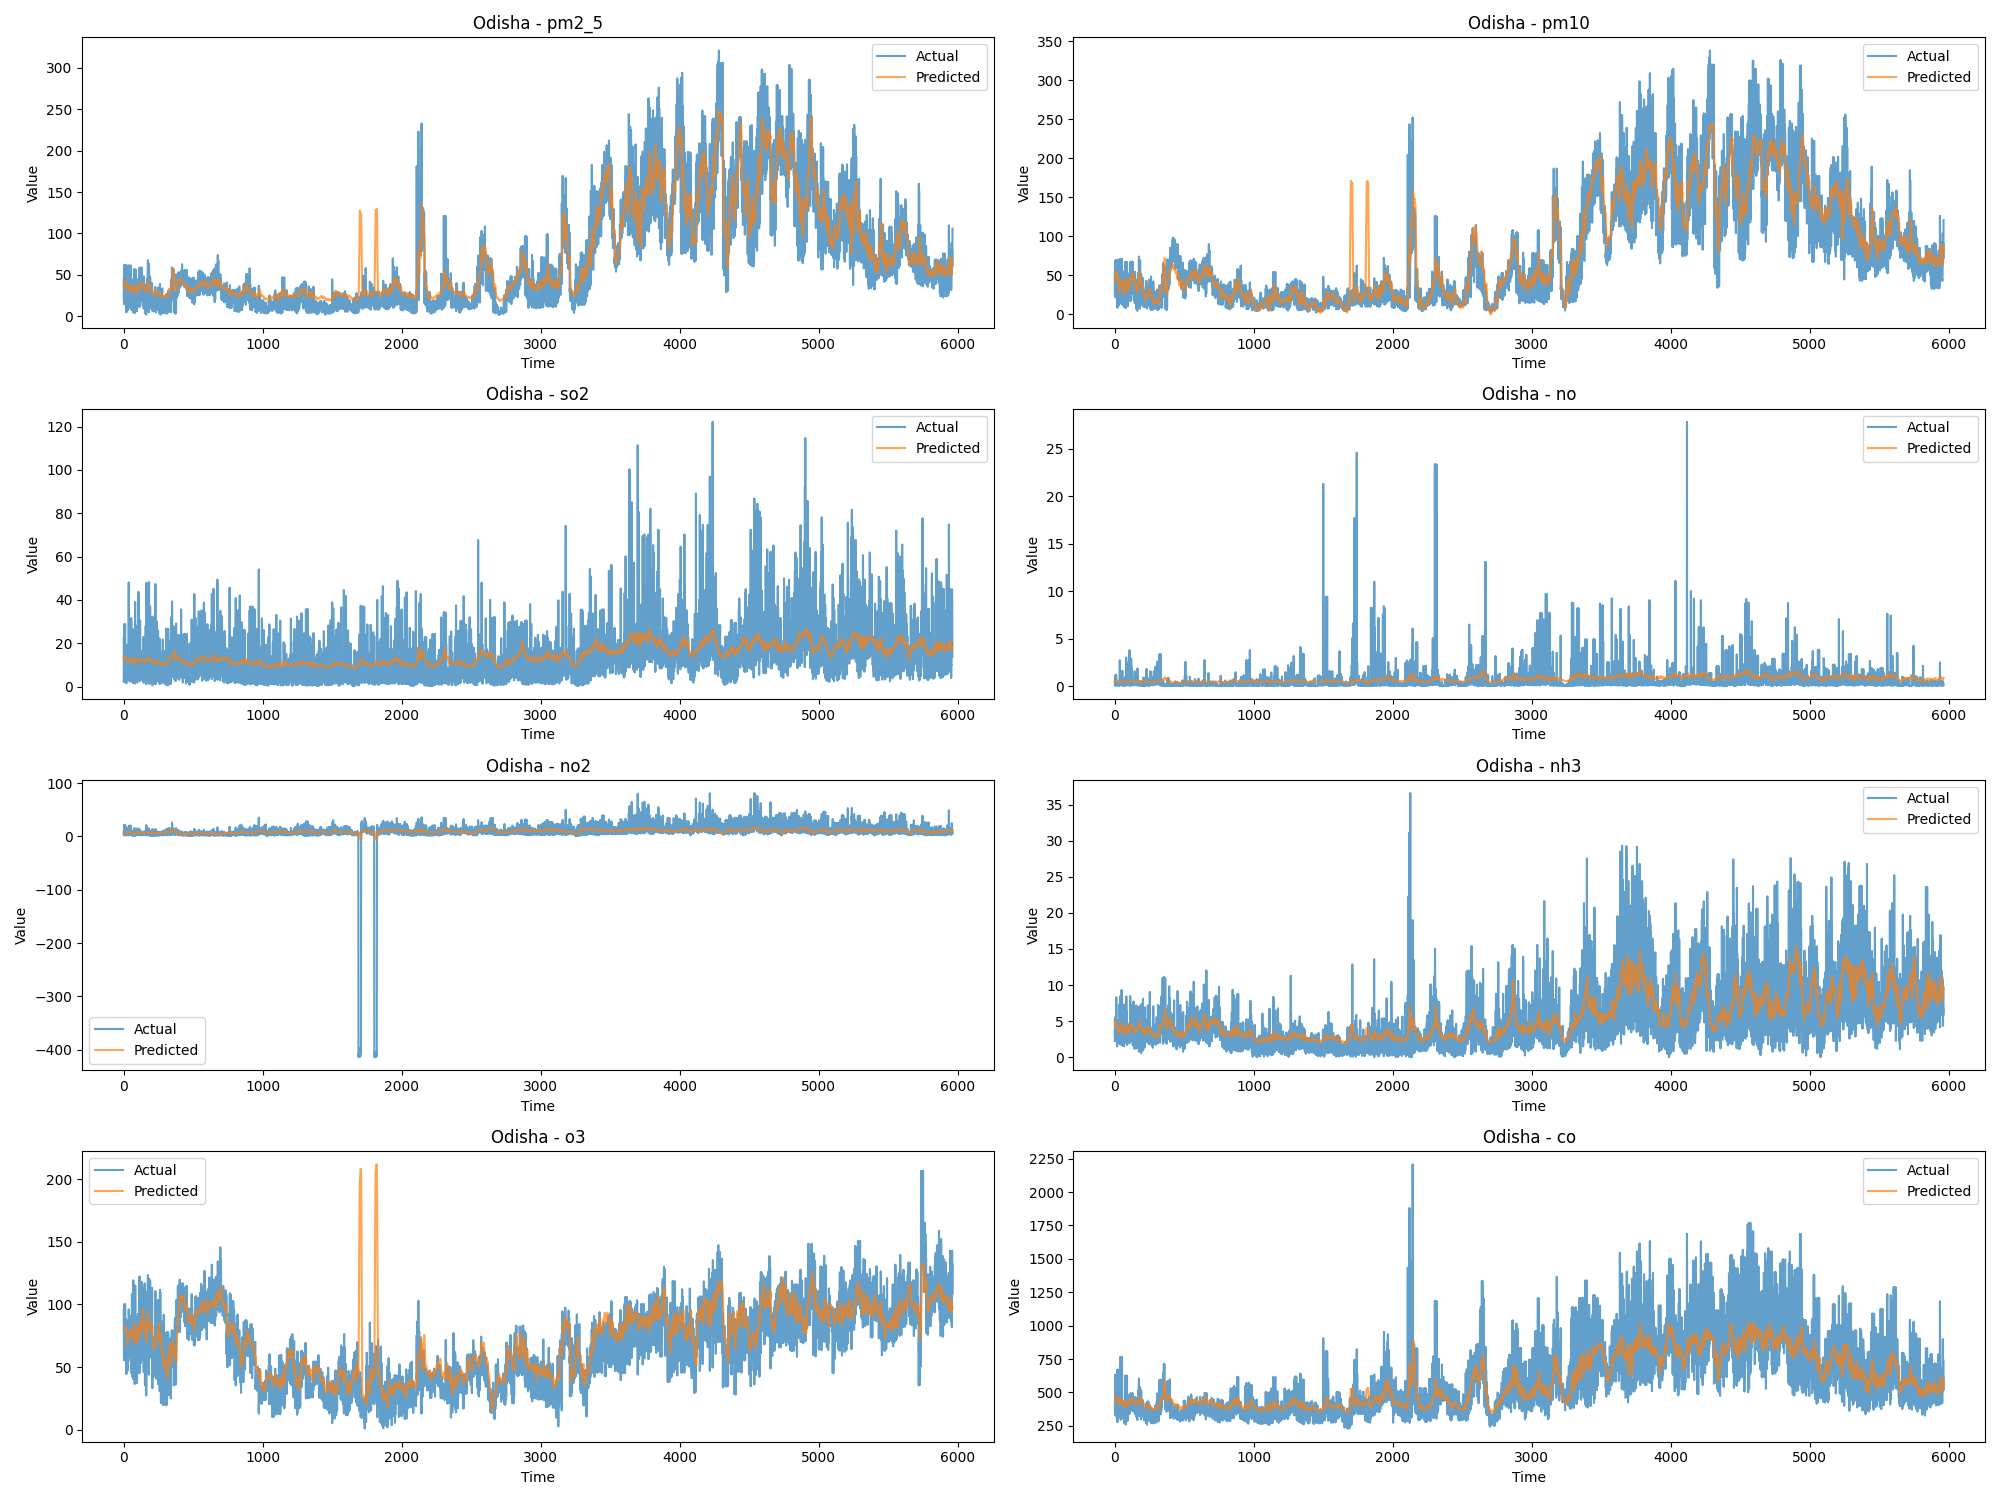 Odisha - pm2_5
Value
300
250
200
150
100
50
0
0 1000 2000 3000 4000 5000 6000
Time
Actual
Predicted
Odisha - pm10
Value
350
300
250
200
150
100
50
0
0 1000 2000 3000 4000 5000 6000
Time
Actual
Predicted
Odisha - so2
Value
120
100
80
60
40
20
0
0 1000 2000 3000 4000 5000 6000
Time
Actual
Predicted
Odisha - no
Value
25
20
15
10
5
0
0 1000 2000 3000 4000 5000 6000
Time
Actual
Predicted
Odisha - no2
Value
100
0
−100
−200
−300
−400
0 1000 2000 3000 4000 5000 6000
Time
Actual
Predicted
Odisha - nh3
Value
35
30
25
20
15
10
5
0
0 1000 2000 3000 4000 5000 6000
Time
Actual
Predicted
Odisha - o3
Value
200
150
100
50
0
0 1000 2000 3000 4000 5000 6000
Time
Actual
Predicted
Odisha - co
Value
2250
2000
1750
1500
1250
1000
750
500
250
0 1000 2000 3000 4000 5000 6000
Time
Actual
Predicted